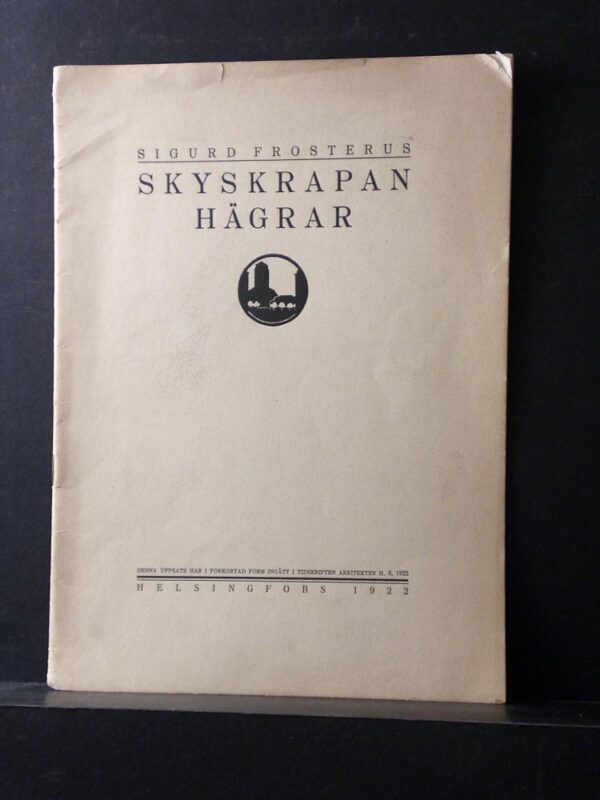 SIGURD FROSTERUS
SKYSKRAPAN
HÄGRAR
DENNA UPPSATS HAR I FÖRKORTAD FORM INGÅTT I TIDSKRIFTEN ARKITEKTEN H. 6, 1922
HELSINGFORS 1922